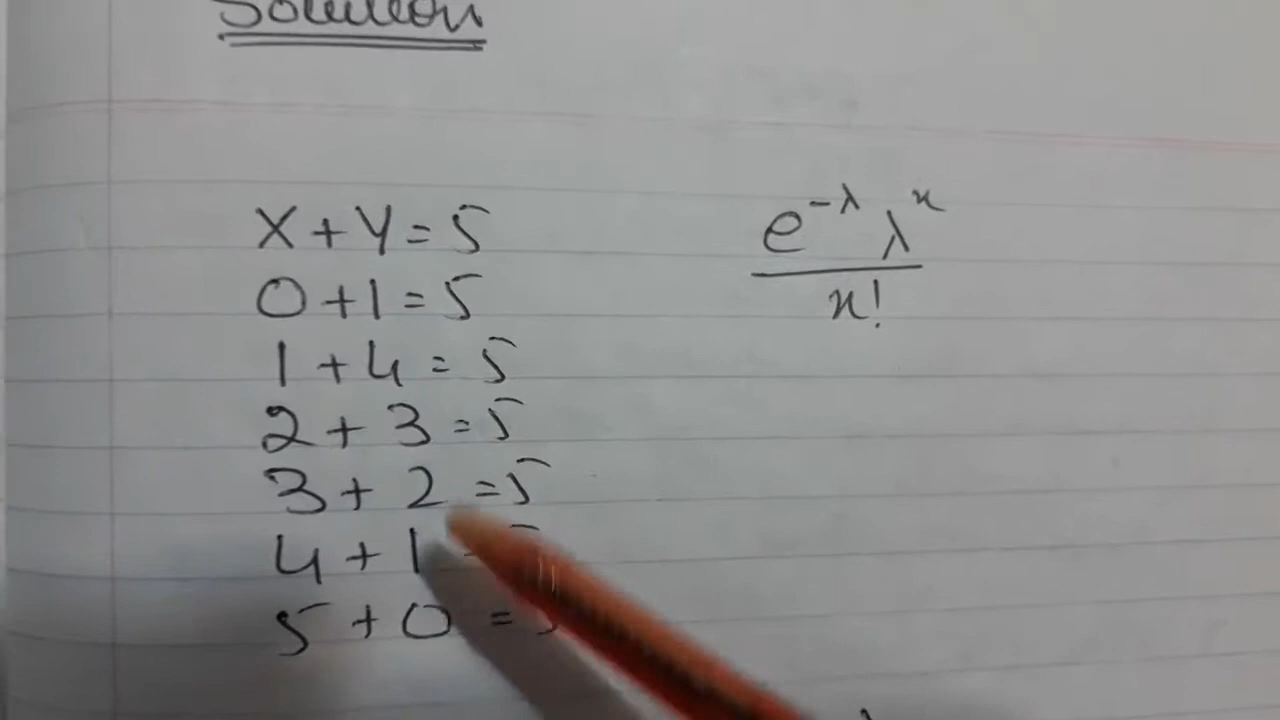 Solution
X + Y = 5
0 + 1 = 5
1 + 4 = 5
2 + 3 = 5
3 + 2 = 5
4 + 1
5 + 0 =
e^{-λ} λ^x
x!